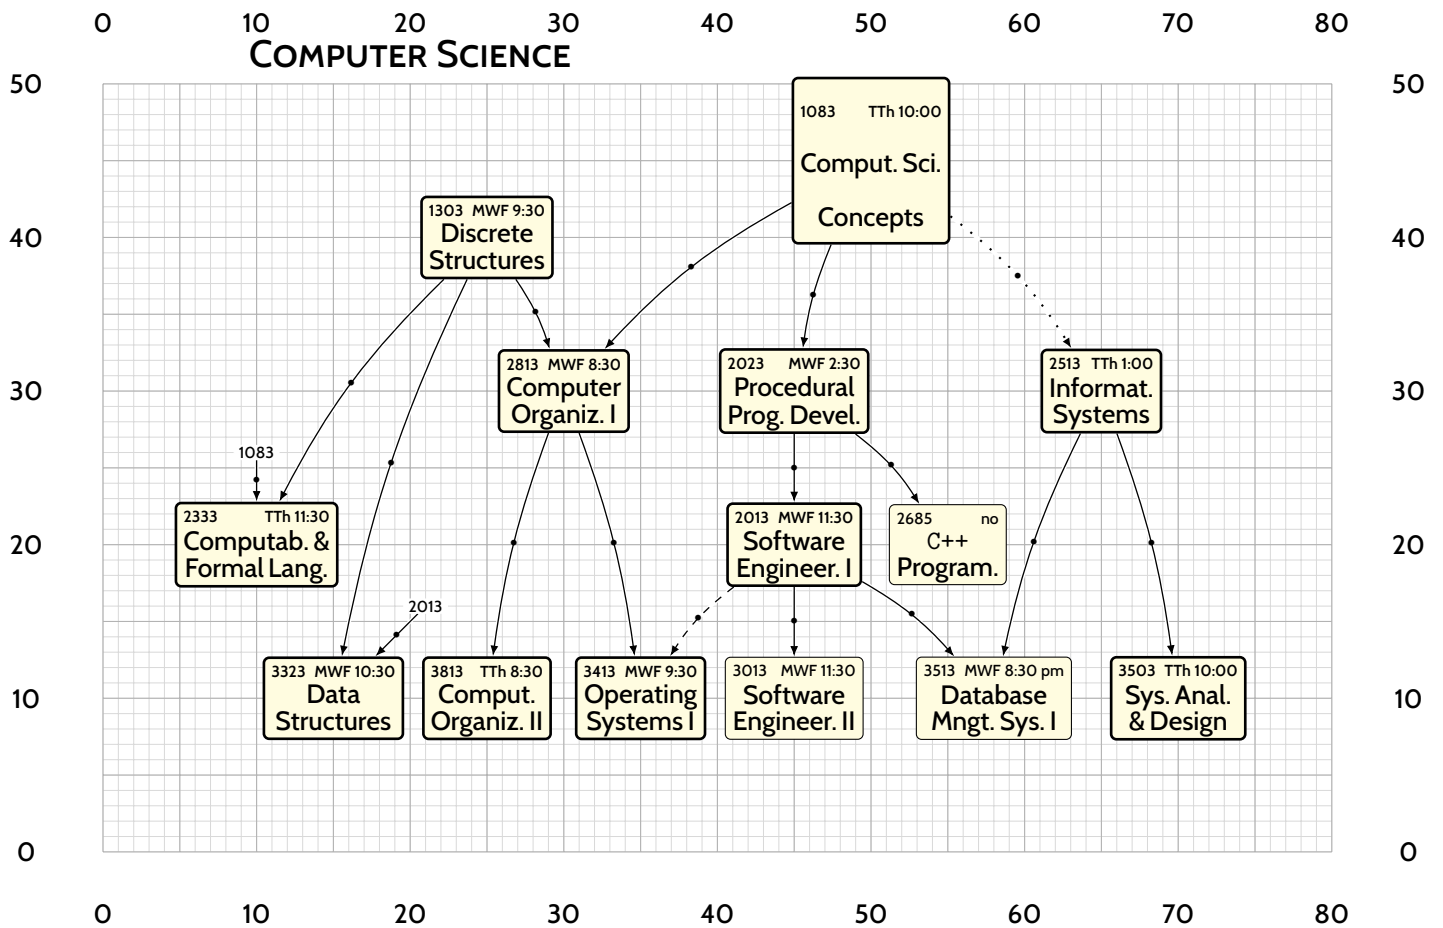 0 10 20 30 40 50 60 70 80
COMPUTER SCIENCE
50 50
1083 TTh 10:00
Comput. Sci.
Concepts
1303 MWF 9:30
Discrete
Structures
40 40
2813 MWF 8:30
Computer
Organiz. I
2023 MWF 2:30
Procedural
Prog. Devel.
2513 TTh 1:00
Informat.
Systems
30 30
1083
2333 TTh 11:30
Computab. &
Formal Lang.
2013 MWF 11:30
Software
Engineer. I
2685 no
C++
Program.
20 20
2013
3323 MWF 10:30
Data
Structures
3813 TTh 8:30
Comput.
Organiz. II
3413 MWF 9:30
Operating
Systems I
3013 MWF 11:30
Software
Engineer. II
3513 MWF 8:30 pm
Database
Mngt. Sys. I
3503 TTh 10:00
Sys. Anal.
& Design
10 10
0 0
0 10 20 30 40 50 60 70 80